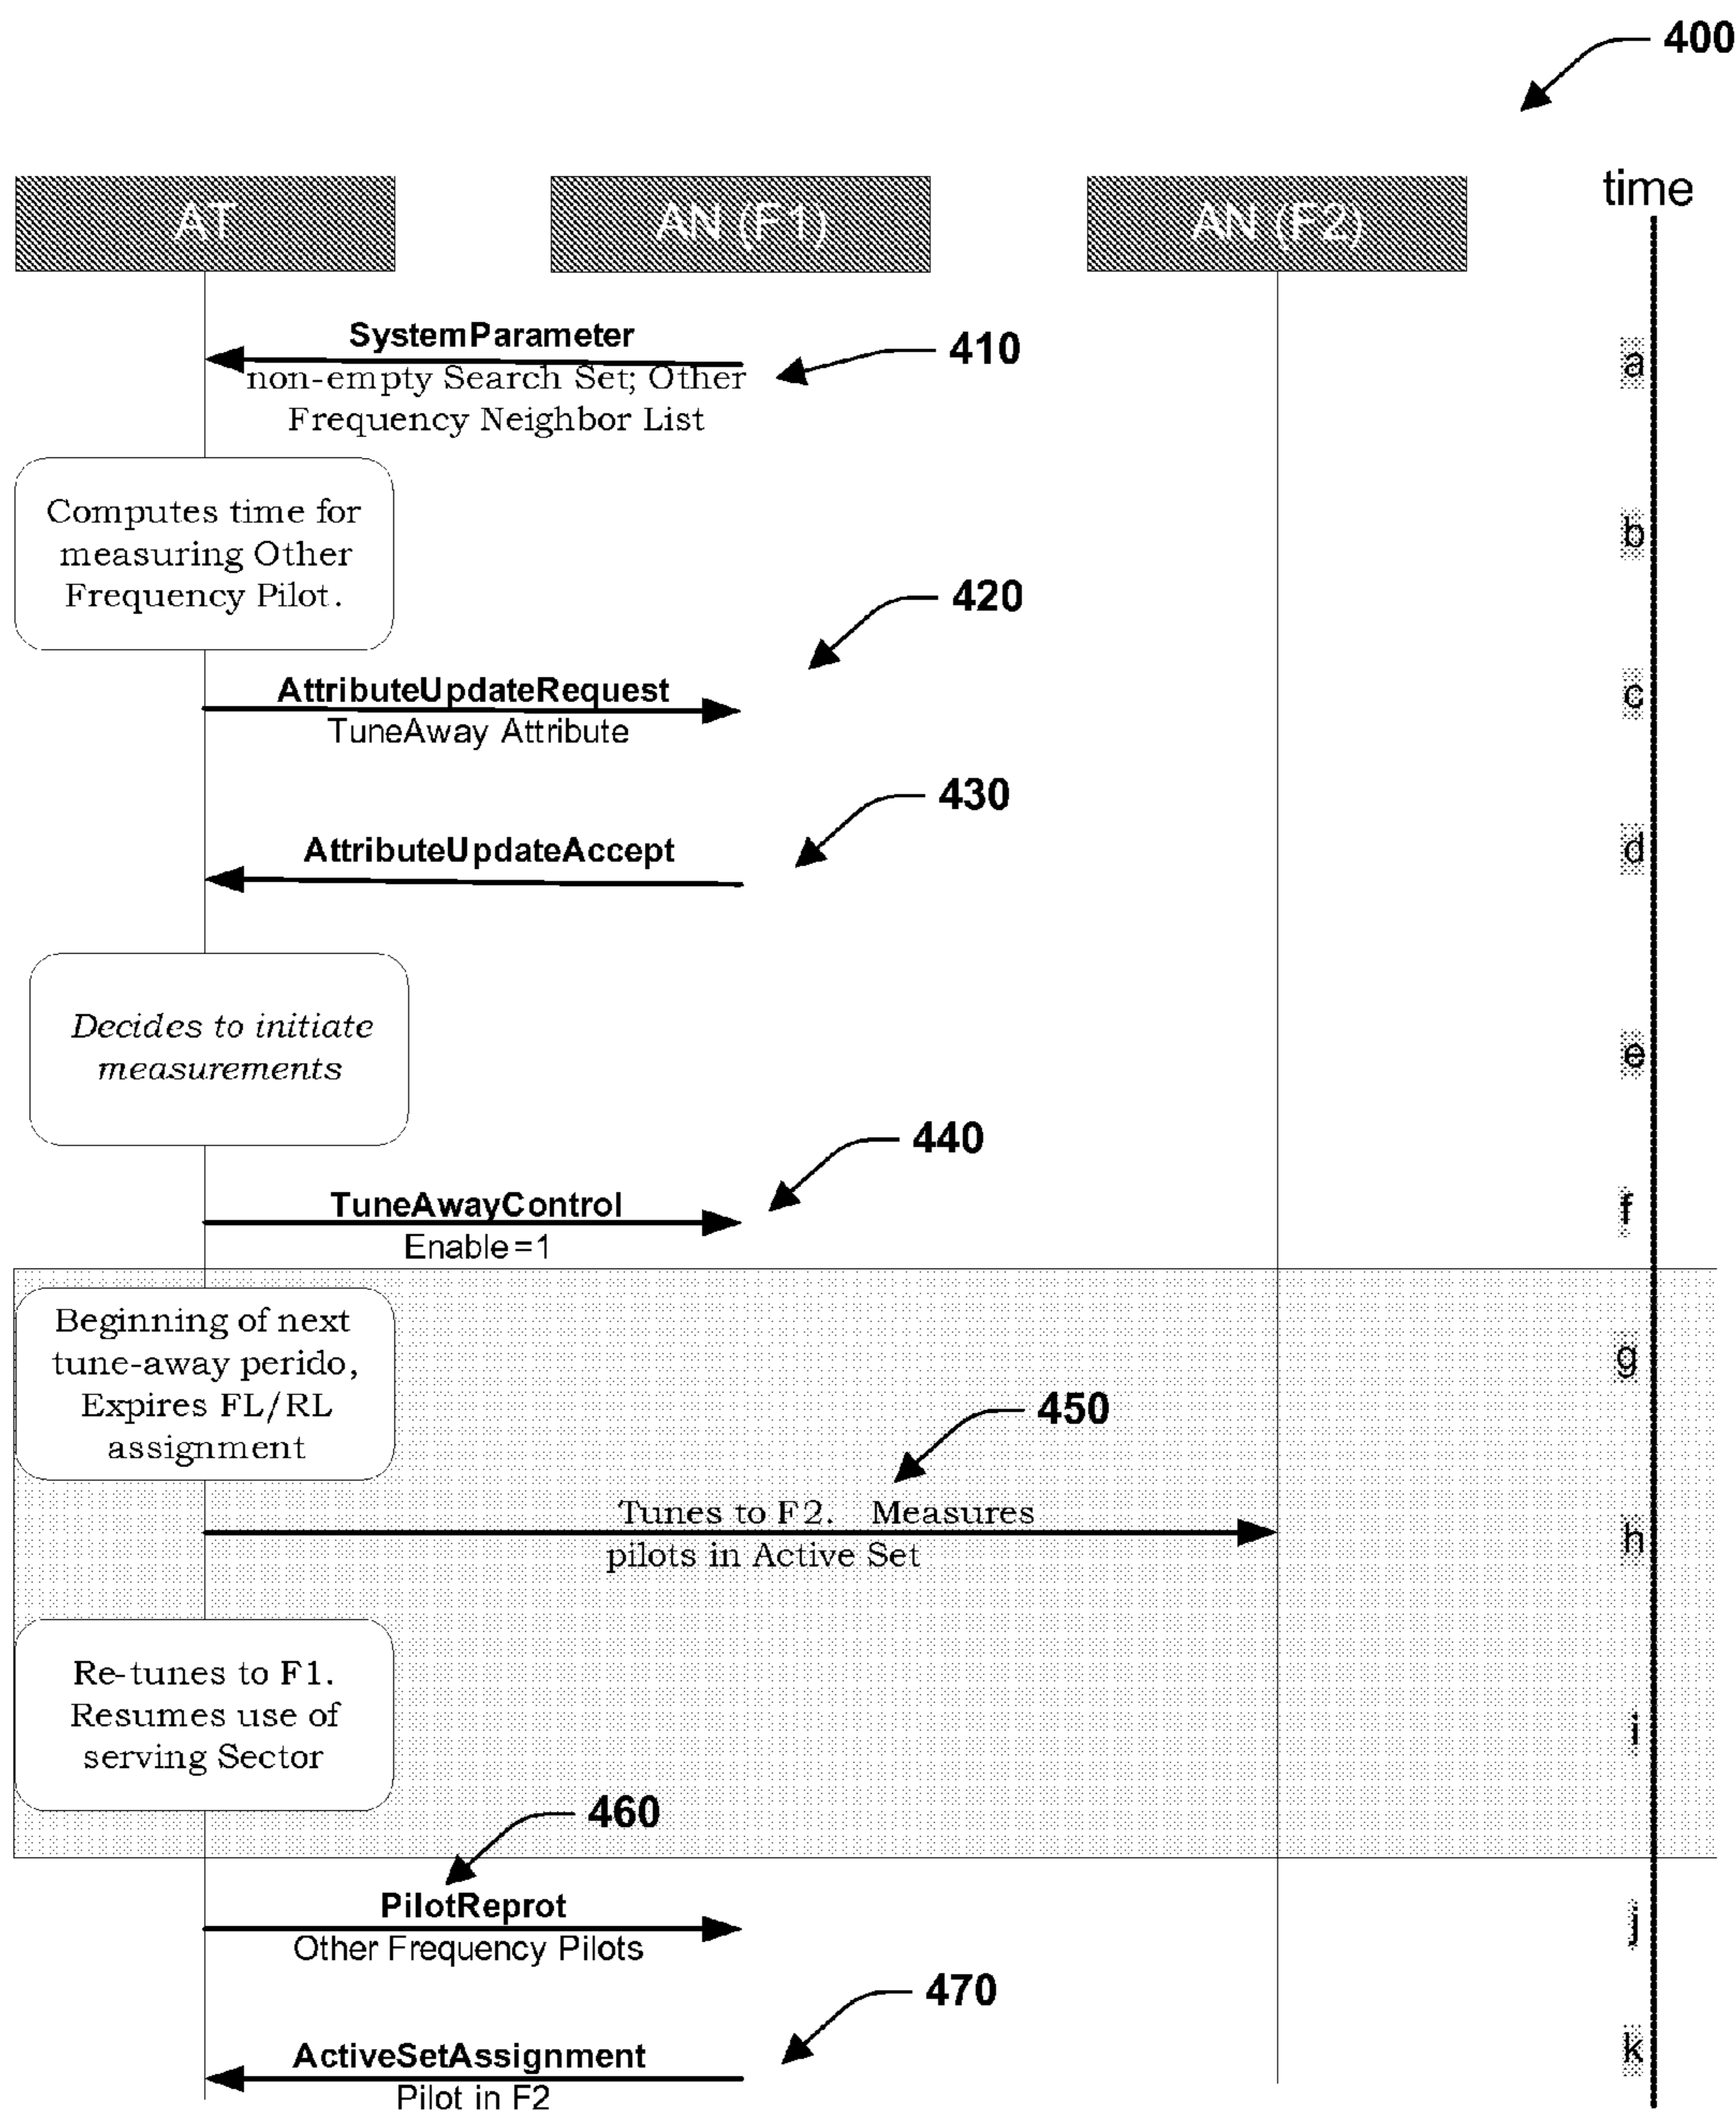 400
AT
AN (F1)
AN (F2)
time
SystemParameter
410
a
non-empty Search Set; Other
Frequency Neighbor List
Computes time for
measuring Other
Frequency Pilot.
b
420
AttributeUpdateRequest
c
TuneAway Attribute
430
AttributeUpdateAccept
d
Decides to initiate
measurements
e
440
TuneAwayControl
f
Enable=1
Beginning of next
tune-away perido,
Expires FL/RL
assignment
g
450
Tunes to F2. Measures
pilots in Active Set
h
Re-tunes to F1.
Resumes use of
serving Sector
i
460
PilotReprot
j
Other Frequency Pilots
470
ActiveSetAssignment
k
Pilot in F2